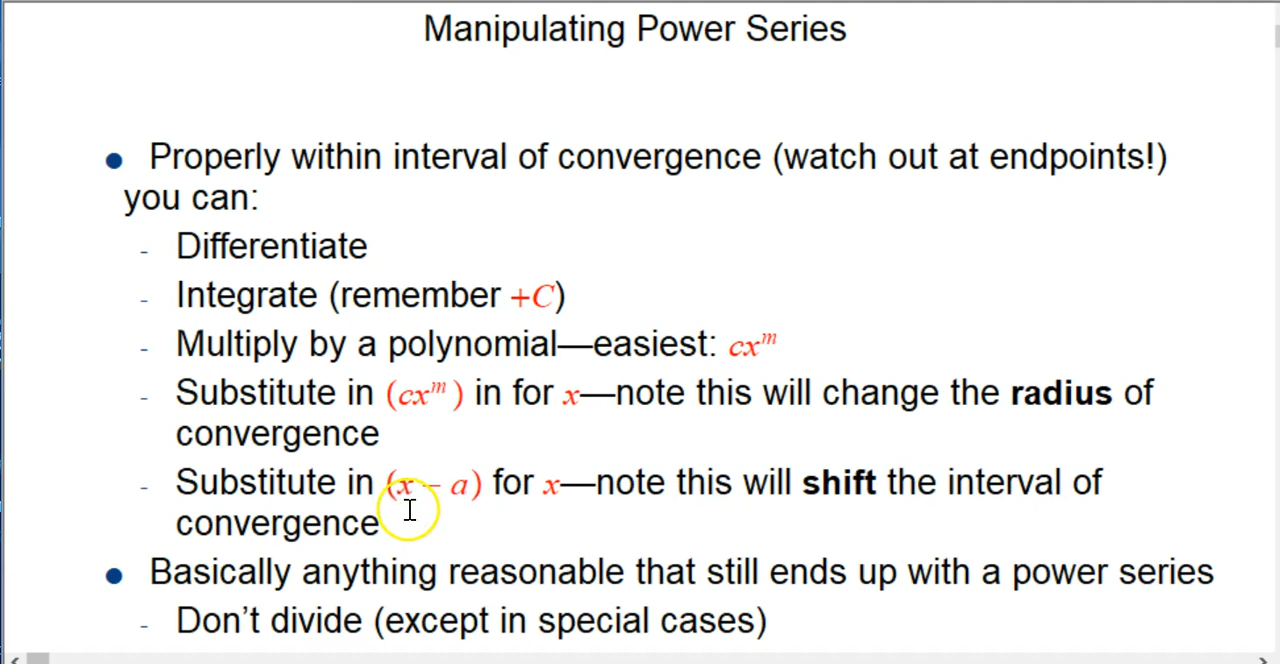 Manipulating Power Series
● Properly within interval of convergence (watch out at endpoints!)
you can:
- Differentiate
- Integrate (remember +C)
- Multiply by a polynomial—easiest: cxᵐ
- Substitute in (cxᵐ) in for x—note this will change the radius of
convergence
- Substitute in (x – a) for x—note this will shift the interval of
convergence
● Basically anything reasonable that still ends up with a power series
- Don’t divide (except in special cases)